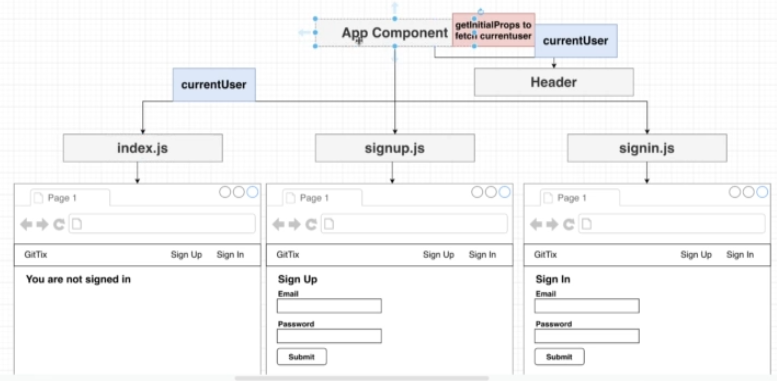 App Component
getInitialProps to
fetch currentuser
currentUser
Header
currentUser
index.js
signup.js
signin.js
Page 1
Page 1
Page 1
GitTix Sign Up Sign In
GitTix Sign Up Sign In
GitTix Sign Up Sign In
You are not signed in
Sign Up
Email
Password
Submit
Sign In
Email
Password
Submit